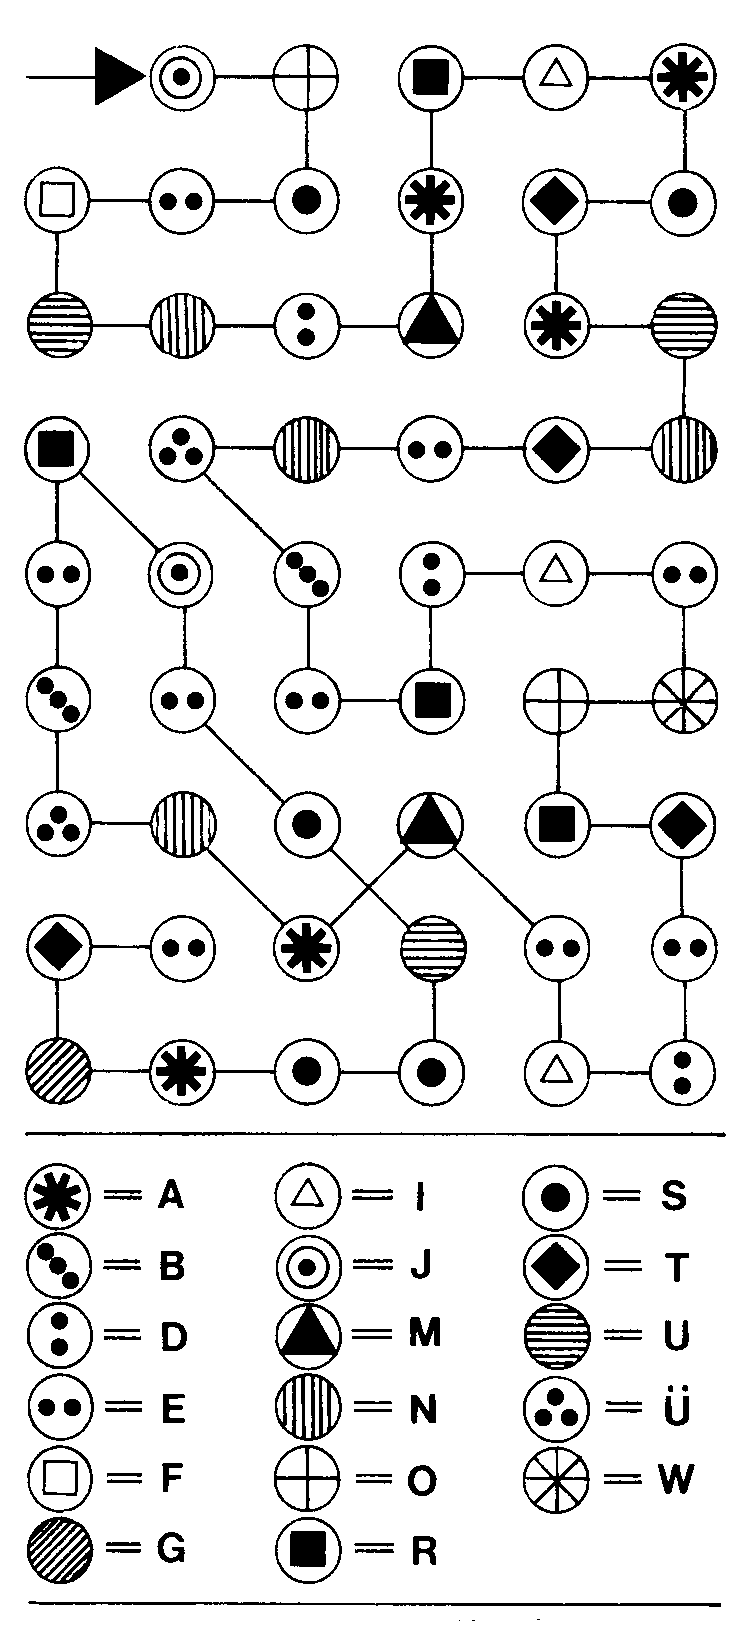 = A = I = S
= B = J = T
= D = M = U
= E = N = Ü
= F = O = W
= G = R